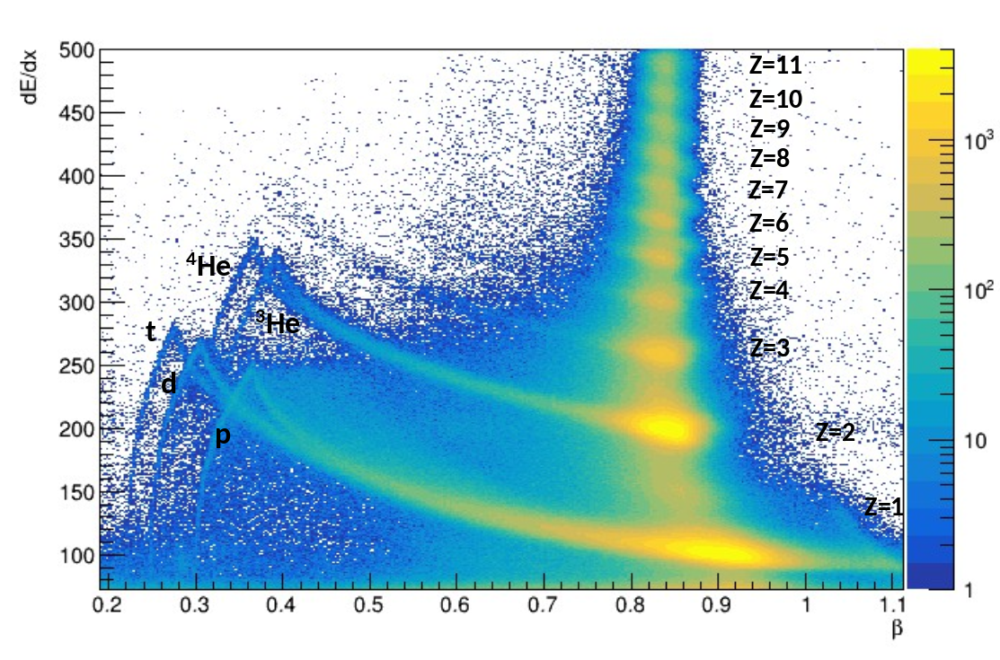 dE/dx
500
450
400
350
300
250
200
150
100
0.2 0.3 0.4 0.5 0.6 0.7 0.8 0.9 1 1.1
β
Z=11
Z=10
Z=9
Z=8
Z=7
Z=6
Z=5
Z=4
Z=3
Z=2
Z=1
⁴He
³He
t
d
p
10³
10²
10
1